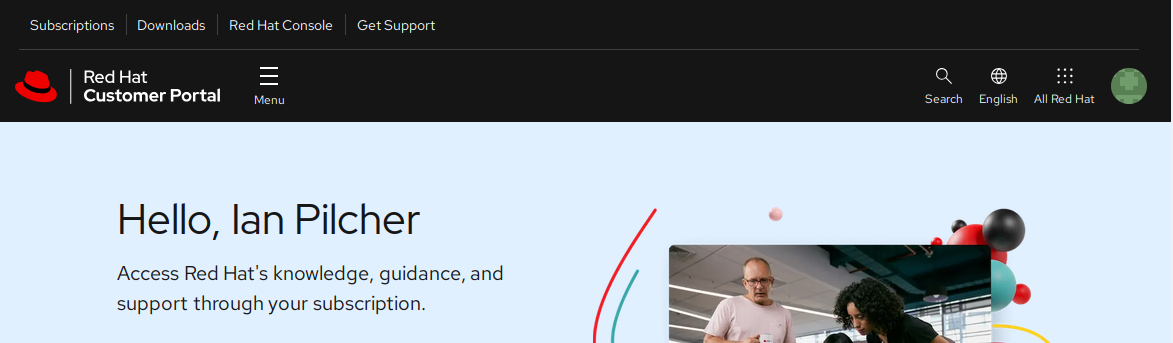 Subscriptions
Downloads
Red Hat Console
Get Support
Red Hat
Customer Portal
Menu
Search
English
All Red Hat
Hello, Ian Pilcher
Access Red Hat's knowledge, guidance, and
support through your subscription.